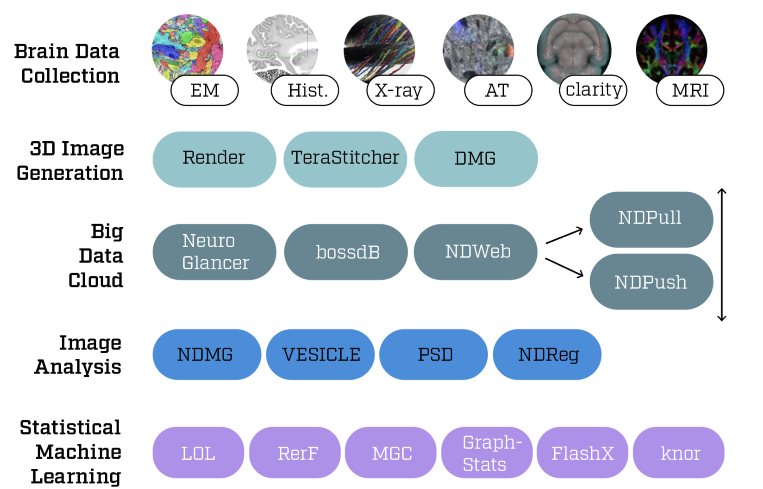 Brain Data
Collection
EM
Hist.
X-ray
AT
clarity
MRI
3D Image
Generation
Render
TeraStitcher
DMG
Big
Data
Cloud
Neuro
Glancer
bossdB
NDWeb
NDPull
NDPush
Image
Analysis
NDMG
VESICLE
PSD
NDReg
Statistical
Machine
Learning
LOL
RerF
MGC
Graph-
Stats
FlashX
knor